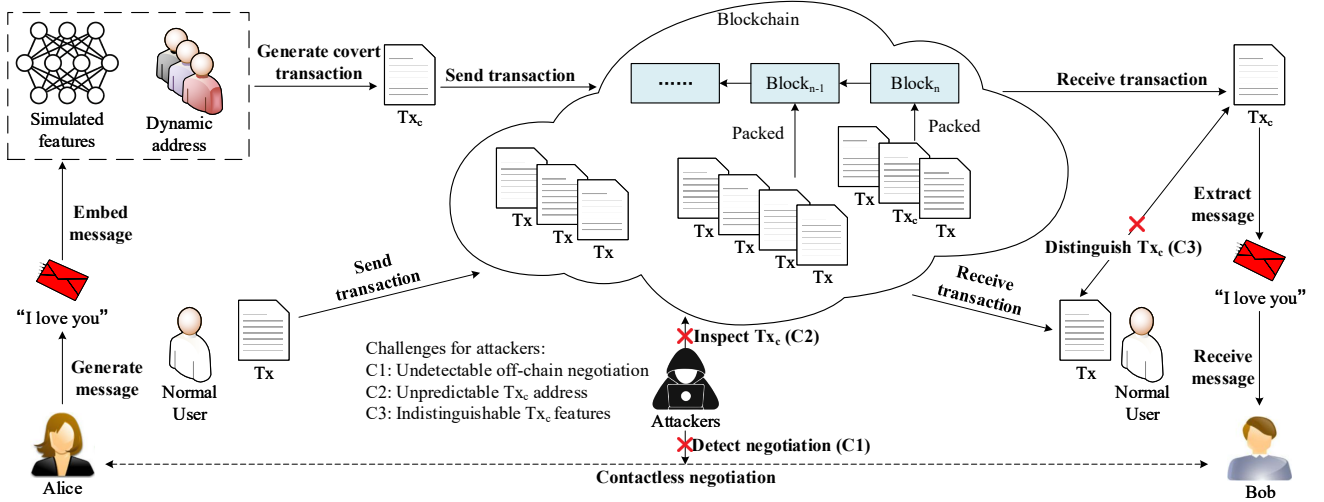 Simulated
features
Dynamic
address
Generate covert
transaction
Txc
Send transaction
Blockchain
······
Blockn-1
Blockn
Packed
Packed
Tx
Tx
Tx
Tx
Tx
Tx
Tx
Tx
Txc
Tx
Receive transaction
Txc
Embed
message
“I love you”
Generate message
Alice
Normal
User
Tx
Send
transaction
Challenges for attackers:
C1: Undetectable off-chain negotiation
C2: Unpredictable Txc address
C3: Indistinguishable Txc features
Inspect Txc (C2)
Attackers
Detect negotiation (C1)
Contactless negotiation
Receive
transaction
Distinguish Txc (C3)
Tx
Normal
User
Extract
message
“I love you”
Receive
message
Bob